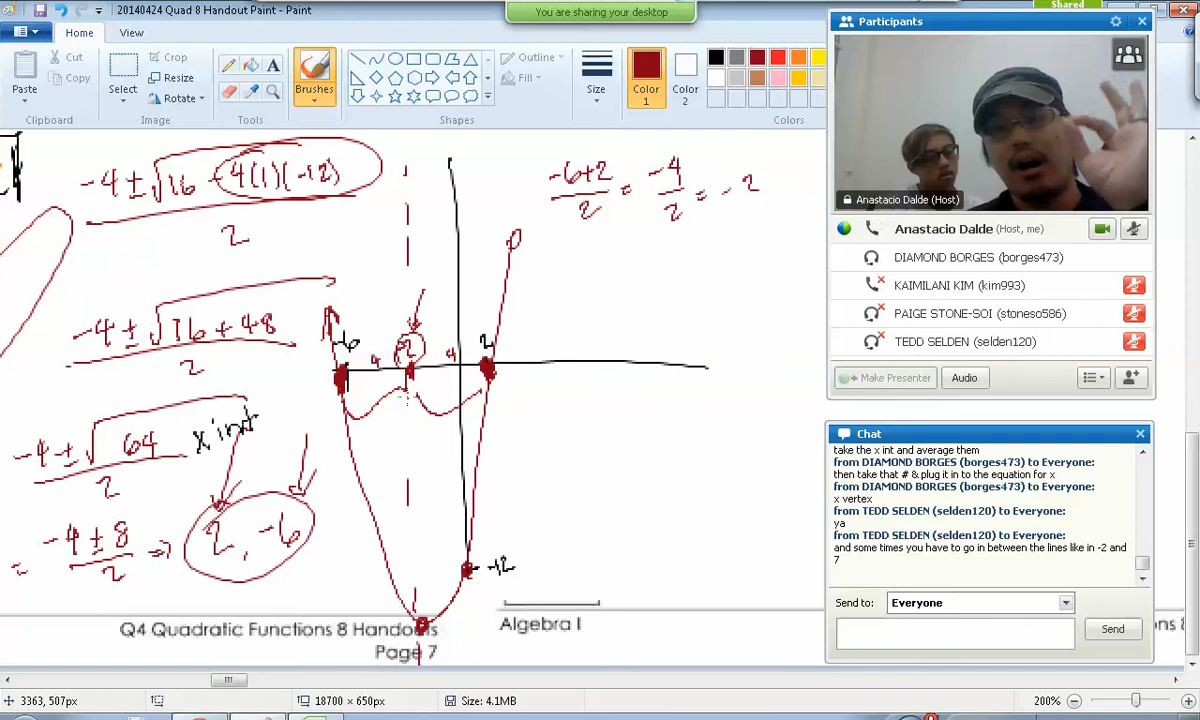 20140424 Quad 8 Handout Paint - Paint
You are sharing your desktop
Shared
Home
View
Paste
Cut
Copy
Clipboard
Select
Crop
Resize
Rotate
Image
Tools
Brushes
Shapes
Outline
Fill
Size
Color 1
Color 2
Colors
-4 ± √16 - 4(1)(-12)
2
-4 ± √16 + 48
2
-4 ± √64
2
x int
= -4 ± 8 ⇒ 2, -6
2
-6+2 = -4 = -2
2 2
-6
4
-2
4
2
-12
Q4 Quadratic Functions 8 Handouts
Page 7
Algebra I
3363, 507px
18700 × 650px
Size: 4.1MB
200%
Participants
Anastacio Dalde (Host)
Anastacio Dalde (Host, me)
DIAMOND BORGES (borges473)
KAIMILANI KIM (kim993)
PAIGE STONE-SOI (stoneso586)
TEDD SELDEN (selden120)
Make Presenter
Audio
Chat
take the x int and average them
from DIAMOND BORGES (borges473) to Everyone:
then take that # & plug it in to the equation for x
from DIAMOND BORGES (borges473) to Everyone:
x vertex
from TEDD SELDEN (selden120) to Everyone:
ya
from TEDD SELDEN (selden120) to Everyone:
and some times you have to go in between the lines like in -2 and
7
Send to:
Everyone
Send